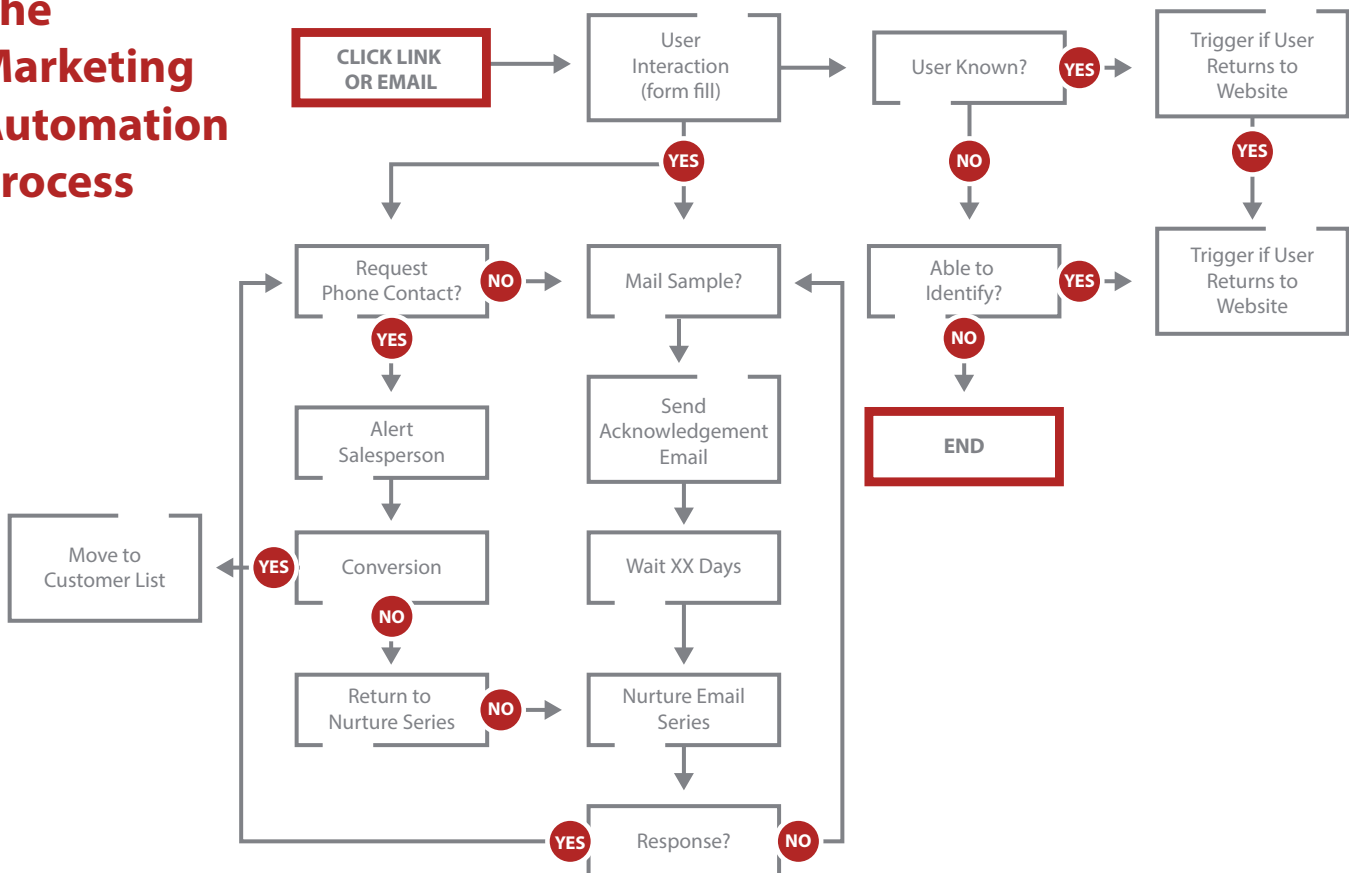 The
Marketing
Automation
Process
CLICK LINK
OR EMAIL
User
Interaction
(form fill)
User Known?
YES
Trigger if User
Returns to
Website
YES
NO
YES
Request
Phone Contact?
NO
Mail Sample?
Able to
Identify?
YES
Trigger if User
Returns to
Website
YES
NO
Alert
Salesperson
Send
Acknowledgement
Email
END
Move to
Customer List
YES
Conversion
Wait XX Days
NO
Return to
Nurture Series
NO
Nurture Email
Series
YES
Response?
NO